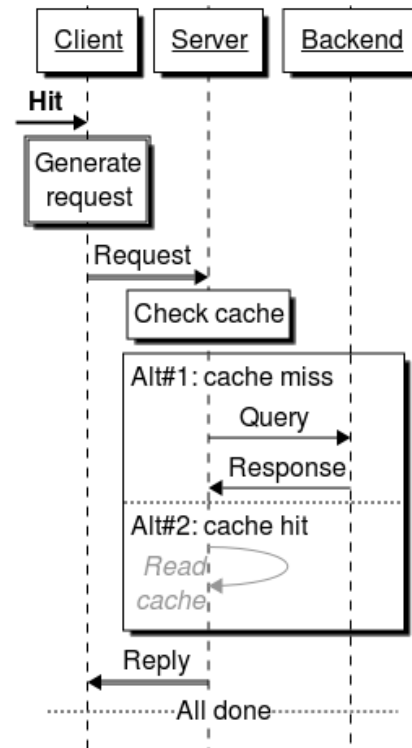 Client Server Backend
Hit
Generate
request
Request
Check cache
Alt#1: cache miss
Query
Response
Alt#2: cache hit
Read
cache
Reply
All done